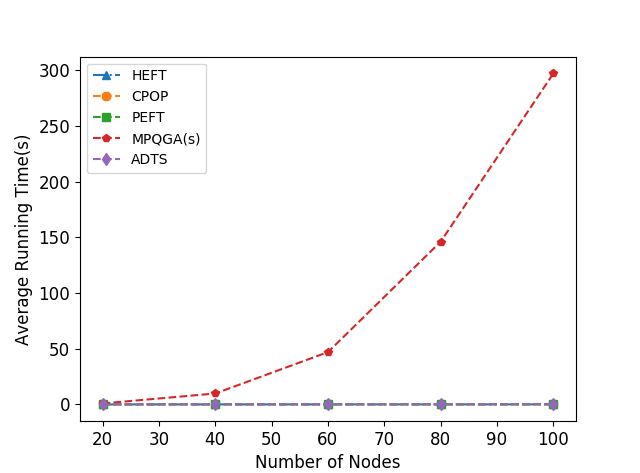 300
250
200
150
100
50
0
Average Running Time(s)
HEFT
CPOP
PEFT
MPQGA(s)
ADTS
20 30 40 50 60 70 80 90 100
Number of Nodes